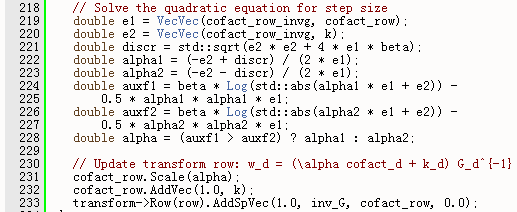 218 // Solve the quadratic equation for step size
219 double e1 = VecVec(cofact_row_invg, cofact_row);
220 double e2 = VecVec(cofact_row_invg, k);
221 double discr = std::sqrt(e2 * e2 + 4 * e1 * beta);
222 double alpha1 = (-e2 + discr) / (2 * e1);
223 double alpha2 = (-e2 - discr) / (2 * e1);
224 double auxf1 = beta * Log(std::abs(alpha1 * e1 + e2)) -
225 0.5 * alpha1 * alpha1 * e1;
226 double auxf2 = beta * Log(std::abs(alpha2 * e1 + e2)) -
227 0.5 * alpha2 * alpha2 * e1;
228 double alpha = (auxf1 > auxf2) ? alpha1 : alpha2;
229
230 // Update transform row: w_d = (\alpha cofact_d + k_d) G_d^{-1}
231 cofact_row.Scale(alpha);
232 cofact_row.AddVec(1.0, k);
233 transform->Row(row).AddSpVec(1.0, inv_G, cofact_row, 0.0);